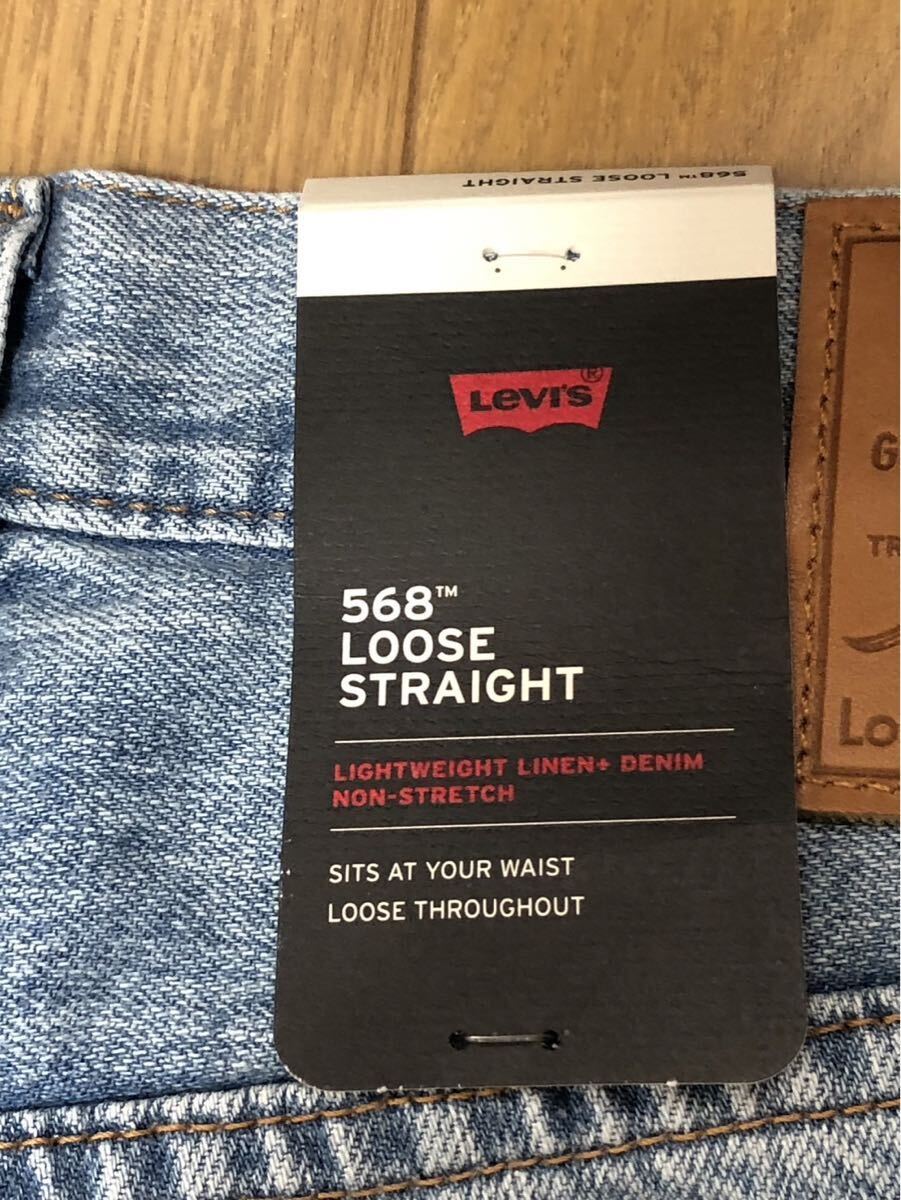 568™ LOOSE STRAIGHT
Levi's®
568™
LOOSE
STRAIGHT
LIGHTWEIGHT LINEN+ DENIM
NON-STRETCH
SITS AT YOUR WAIST
LOOSE THROUGHOUT